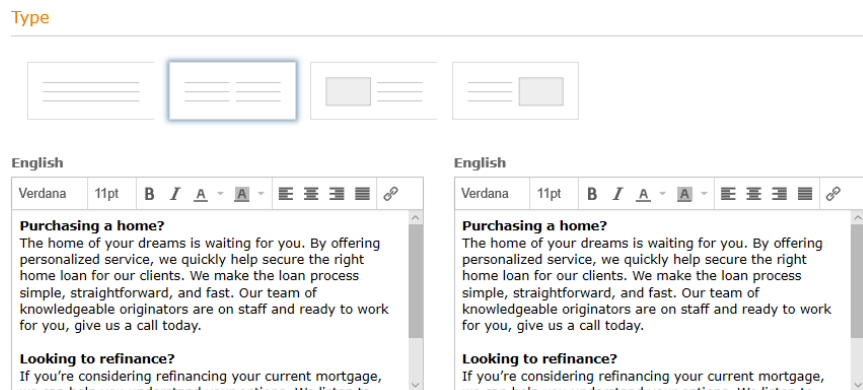 Type
English
Verdana 11pt B I A A
Purchasing a home?
The home of your dreams is waiting for you. By offering
personalized service, we quickly help secure the right
home loan for our clients. We make the loan process
simple, straightforward, and fast. Our team of
knowledgeable originators are on staff and ready to work
for you, give us a call today.
Looking to refinance?
If you're considering refinancing your current mortgage,
English
Verdana 11pt B I A A
Purchasing a home?
The home of your dreams is waiting for you. By offering
personalized service, we quickly help secure the right
home loan for our clients. We make the loan process
simple, straightforward, and fast. Our team of
knowledgeable originators are on staff and ready to work
for you, give us a call today.
Looking to refinance?
If you're considering refinancing your current mortgage,